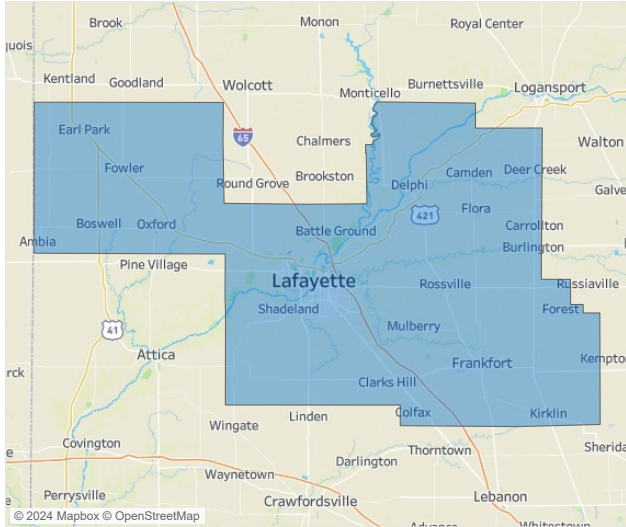 Brook
Monon
Royal Center
quois
Kentland
Goodland
Wolcott
Burnettsville
Monticello
Logansport
65
Earl Park
Chalmers
Walton
Fowler
Round Grove
Brookston
Delphi
Camden
Deer Creek
Galve
421
Flora
Boswell
Oxford
Battle Ground
Carrollton
Ambia
Burlington
Pine Village
Lafayette
Rossville
Russiaville
Shadeland
Forest
41
Mulberry
Attica
Frankfort
Kempto
rck
Clarks Hill
Linden
Colfax
Kirklin
Wingate
Covington
Thorntown
Sherida
Darlington
Waynetown
Perrysville
Crawfordsville
Lebanon
© 2024 Mapbox © OpenStreetMap
Advance
Whitestown